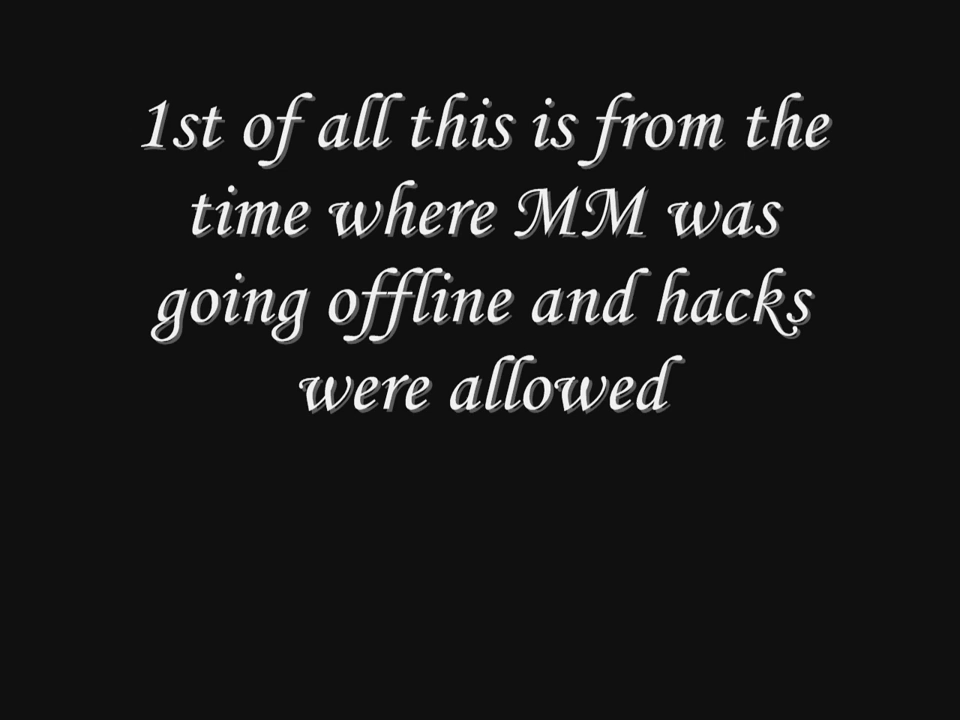 1st of all this is from the
time where MM was
going offline and hacks
were allowed